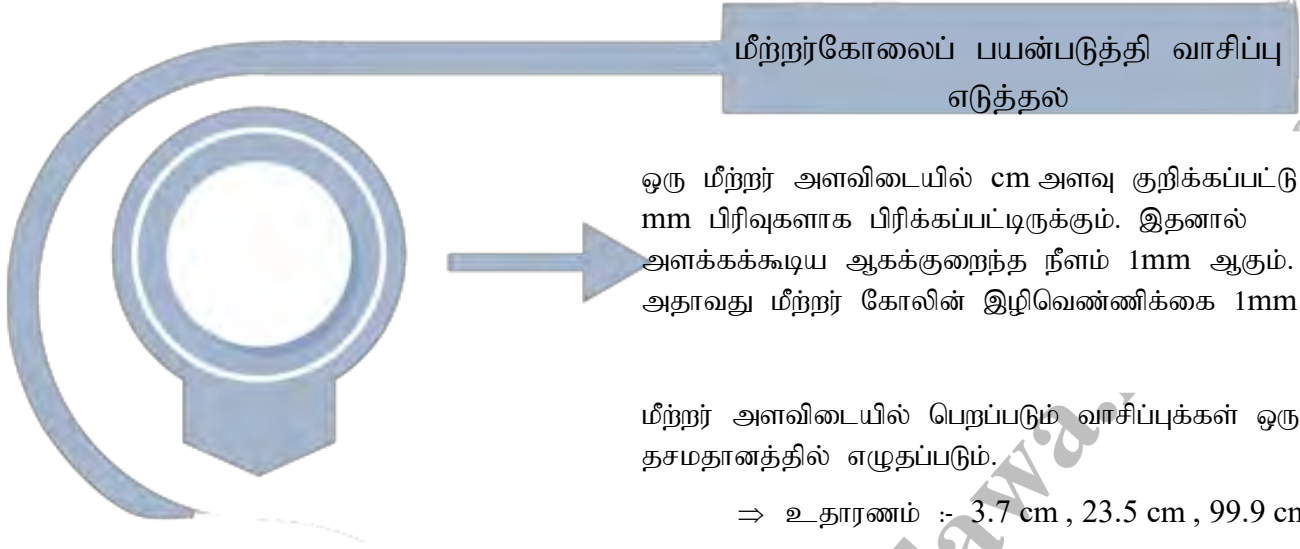 மீற்றர்கோலைப் பயன்படுத்தி வாசிப்பு
எடுத்தல்
ஒரு மீற்றர் அளவிடையில் cm அளவு குறிக்கப்பட்டு
mm பிரிவுகளாக பிரிக்கப்பட்டிருக்கும். இதனால்
அளக்கக்கூடிய ஆகக்குறைந்த நீளம் 1mm ஆகும்.
அதாவது மீற்றர் கோலின் இழிவெண்ணிக்கை 1mm
மீற்றர் அளவிடையில் பெறப்படும் வாசிப்புக்கள் ஒரு
தசமதானத்தில் எழுதப்படும்.
⇒ உதாரணம் :- 3.7 cm , 23.5 cm , 99.9 cm